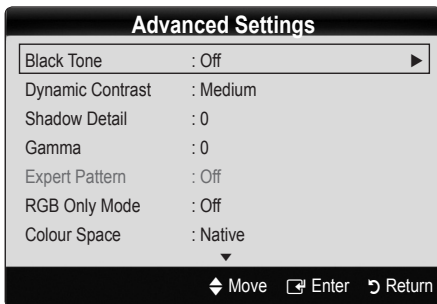 Advanced Settings
Black Tone : Off
Dynamic Contrast : Medium
Shadow Detail : 0
Gamma : 0
Expert Pattern : Off
RGB Only Mode : Off
Colour Space : Native
Move Enter Return